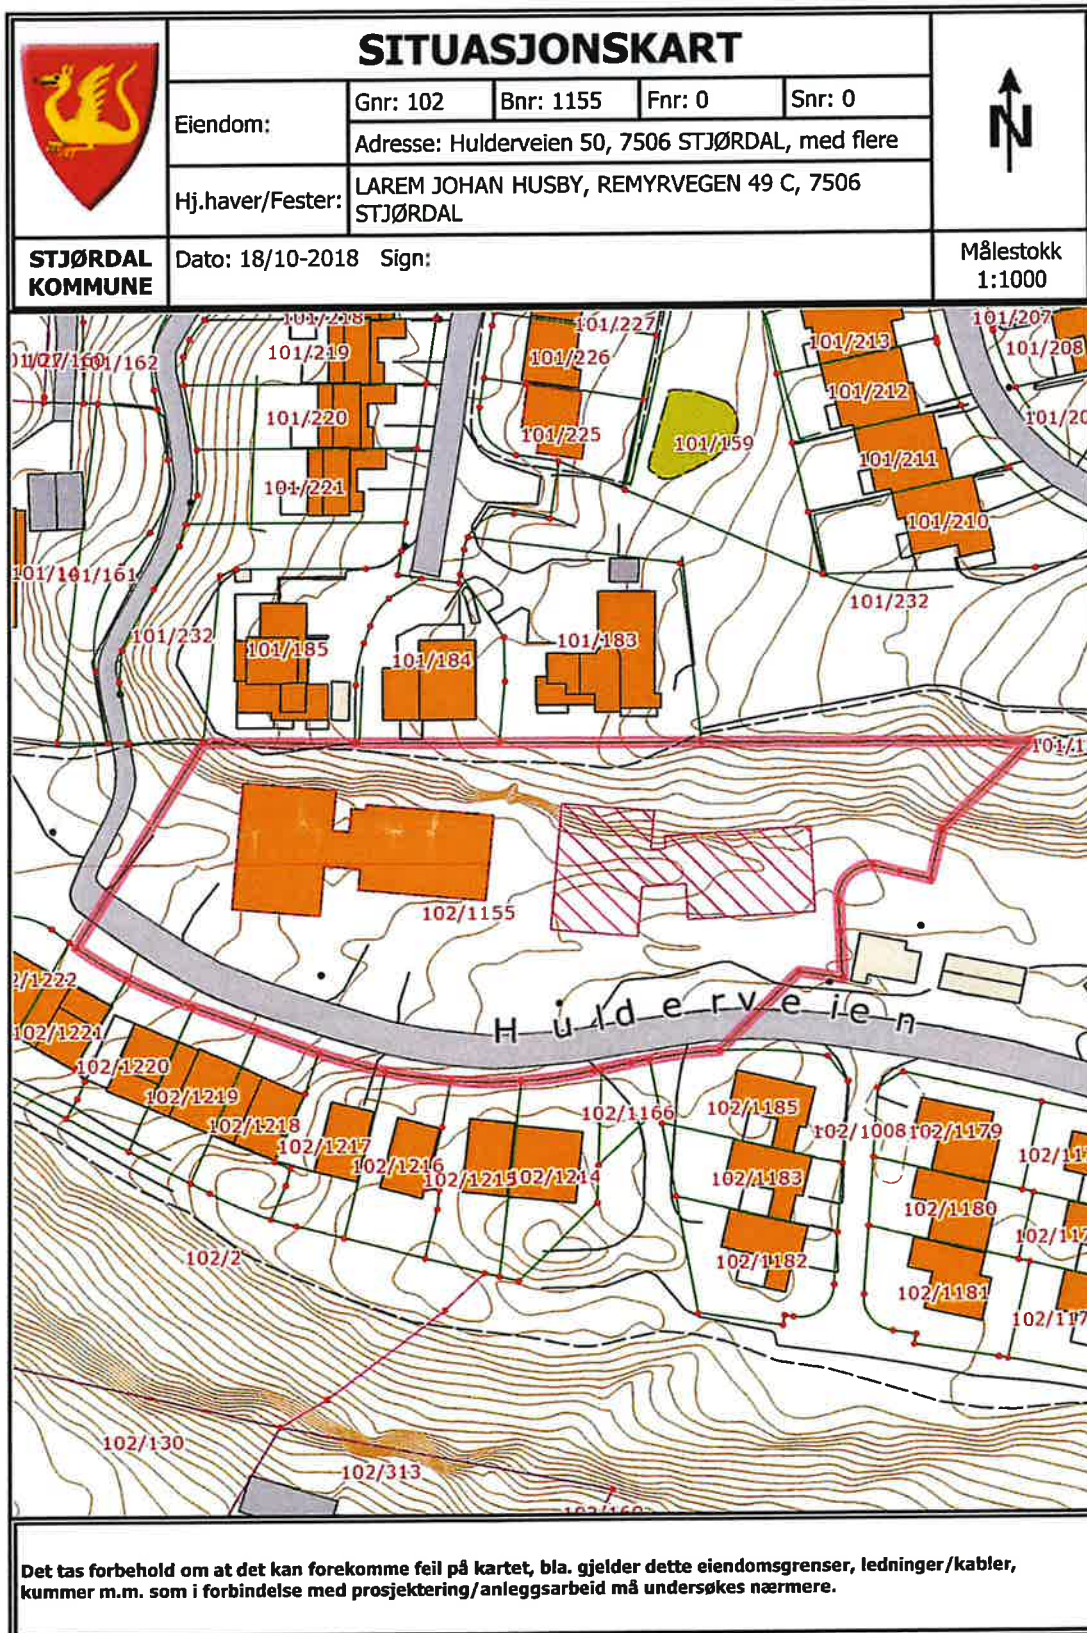 SITUASJONSKART
Eiendom:
Gnr: 102
Bnr: 1155
Fnr: 0
Snr: 0
Adresse: Hulderveien 50, 7506 STJØRDAL, med flere
Hj.haver/Fester:
LAREM JOHAN HUSBY, REMYRVEGEN 49 C, 7506
STJØRDAL
N
STJØRDAL
KOMMUNE
Dato: 18/10-2018 Sign:
Målestokk
1:1000
101/218
101/227
101/207
101/219
101/226
101/213
101/208
101/162
101/212
101/220
101/225
101/159
101/211
101/221
101/210
101/161
101/232
101/232
101/185
101/184
101/183
102/1155
Hulderveien
102/1221
102/1220
102/1219
102/1218
102/1217
102/1216
102/1215
102/1214
102/1166
102/1185
102/1008
102/1179
102/1183
102/1180
102/1182
102/1181
102/2
102/130
102/313
Det tas forbehold om at det kan forekomme feil på kartet, bla. gjelder dette eiendomsgrenser, ledninger/kabler,
kummer m.m. som i forbindelse med prosjektering/anleggsarbeid må undersøkes nærmere.